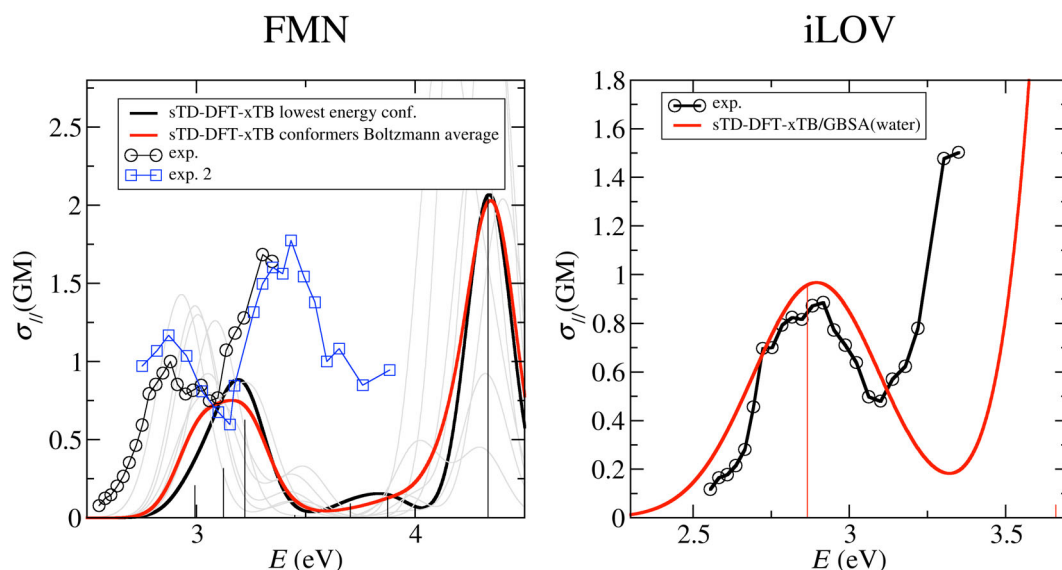 FMN
sTD-DFT-xTB lowest energy conf.
sTD-DFT-xTB conformers Boltzmann average
exp.
exp. 2
2.5
2
1.5
1
0.5
0
σ//(GM)
3
4
E (eV)
iLOV
exp.
sTD-DFT-xTB/GBSA(water)
1.8
1.6
1.4
1.2
1
0.8
0.6
0.4
0.2
0
σ//(GM)
2.5
3
3.5
E (eV)